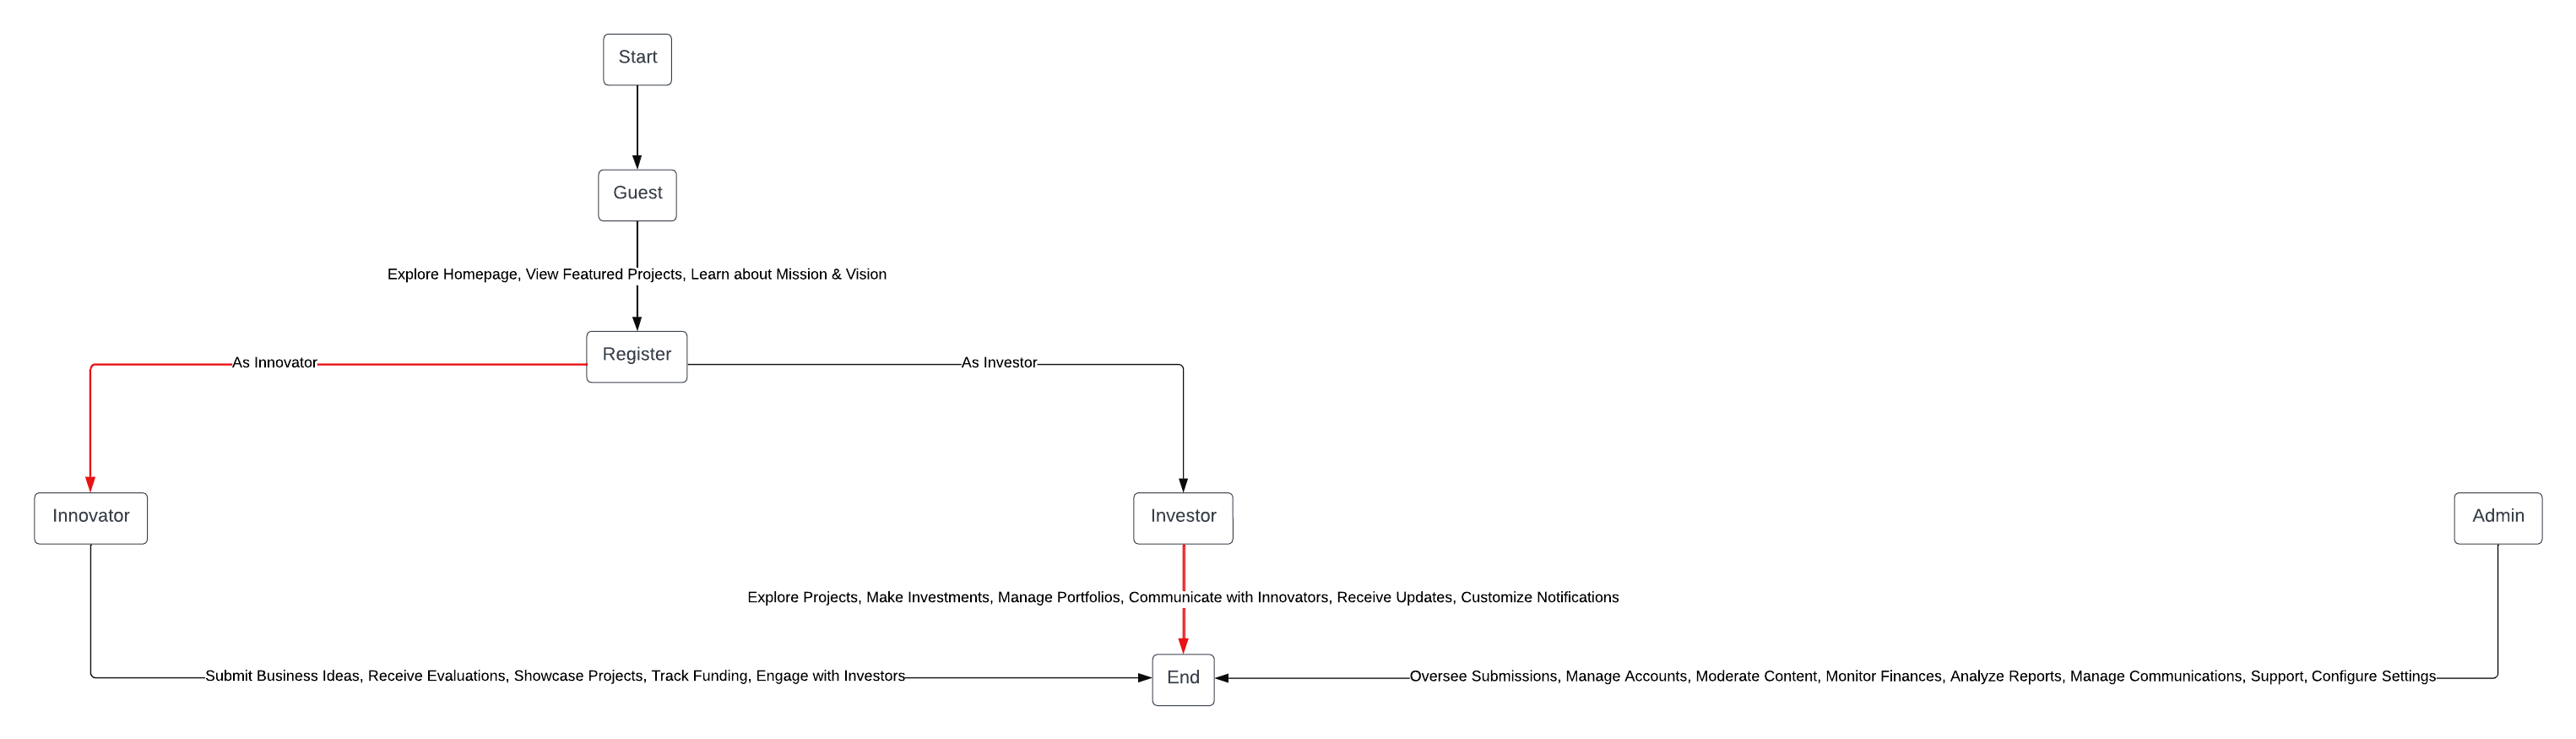 Start
Guest
Explore Homepage, View Featured Projects, Learn about Mission & Vision
Register
As Innovator
As Investor
Innovator
Investor
Admin
Explore Projects, Make Investments, Manage Portfolios, Communicate with Innovators, Receive Updates, Customize Notifications
Submit Business Ideas, Receive Evaluations, Showcase Projects, Track Funding, Engage with Investors
End
Oversee Submissions, Manage Accounts, Moderate Content, Monitor Finances, Analyze Reports, Manage Communications, Support, Configure Settings